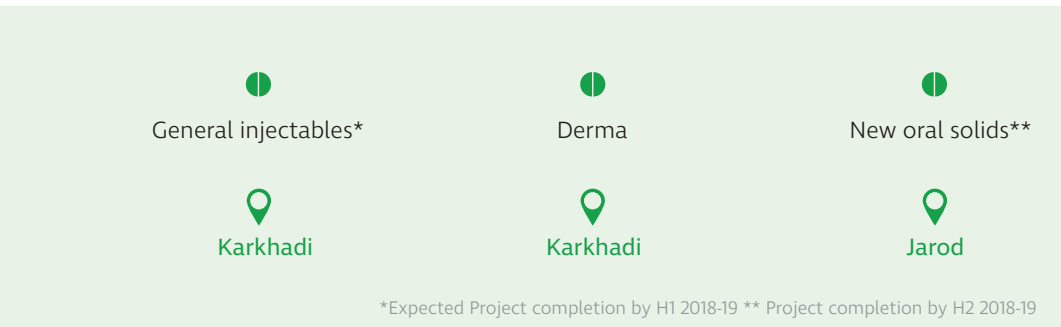 General injectables* Derma New oral solids**
Karkhadi Karkhadi Jarod
*Expected Project completion by H1 2018-19 ** Project completion by H2 2018-19